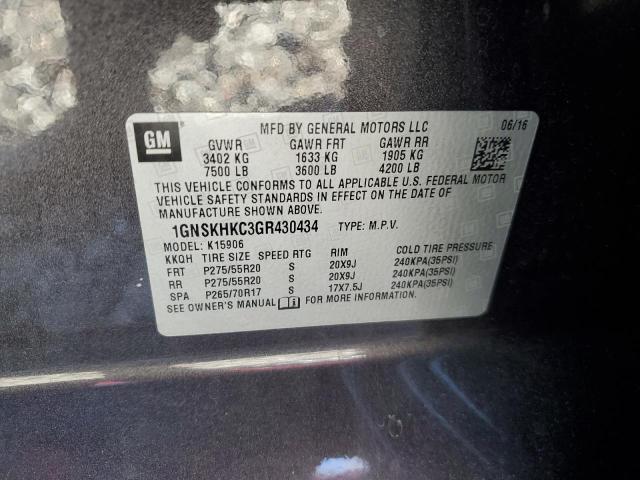 GM
MFD BY GENERAL MOTORS LLC 06/16
GVWR GAWR FRT GAWR RR
3402 KG 1633 KG 1905 KG
7500 LB 3600 LB 4200 LB
THIS VEHICLE CONFORMS TO ALL APPLICABLE U.S. FEDERAL MOTOR
VEHICLE SAFETY STANDARDS IN EFFECT ON THE DATE OF
MANUFACTURE SHOWN ABOVE.
1GNSKHKC3GR430434 TYPE: M.P.V.
MODEL: K15906
KKQH TIRE SIZE SPEED RTG RIM COLD TIRE PRESSURE
FRT P275/55R20 S 20X9J 240KPA(35PSI)
RR P275/55R20 S 20X9J 240KPA(35PSI)
SPA P265/70R17 S 17X7.5J 240KPA(35PSI)
SEE OWNER'S MANUAL i FOR MORE INFORMATION.